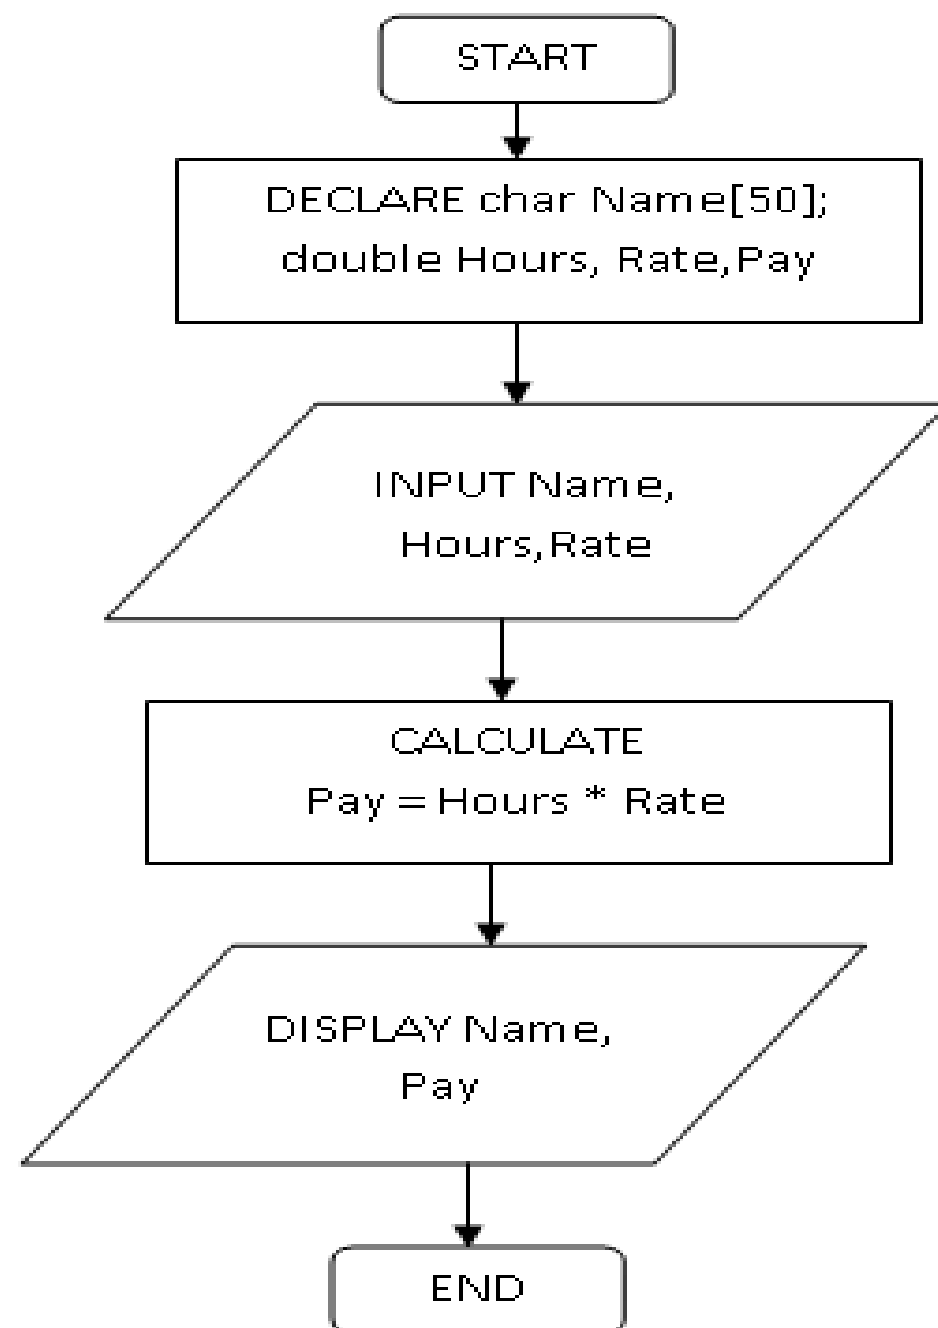 START
DECLARE char Name[50];
double Hours, Rate,Pay
INPUT Name,
Hours,Rate
CALCULATE
Pay = Hours * Rate
DISPLAY Name,
Pay
END